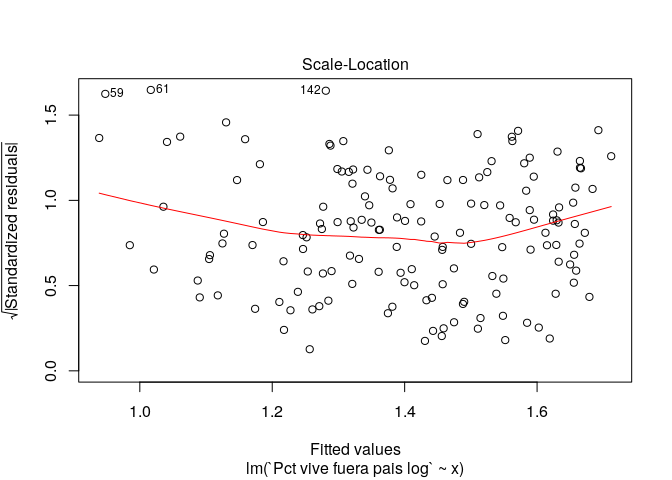 Scale-Location
59
61
142
√|Standardized residuals|
0.0
0.5
1.0
1.5
1.0
1.2
1.4
1.6
Fitted values
lm(`Pct vive fuera pais log` ~ x)